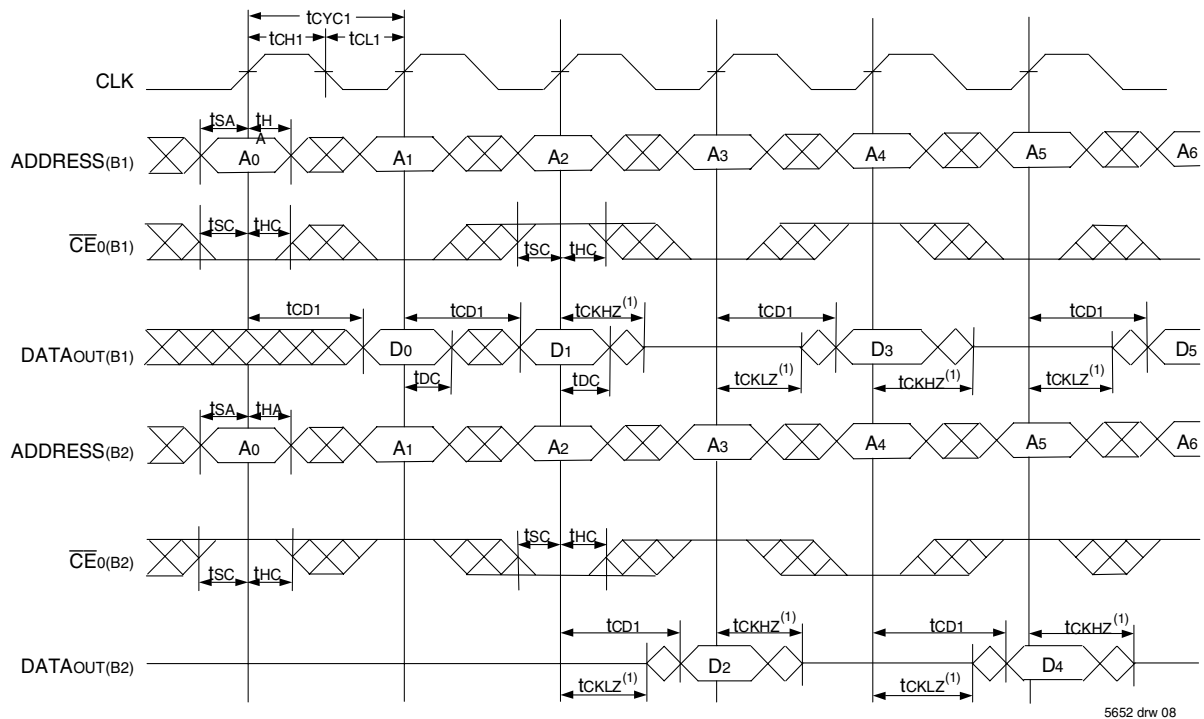 tCYC1
tCH1 tCL1
CLK
tSA tH
A
ADDRESS(B1) A0 A1 A2 A3 A4 A5 A6
tSC tHC
CE0(B1) tSC tHC
tCD1 tCD1 tCKHZ(1) tCD1 tCD1
DATAOUT(B1) D0 D1 D3 D5
tDC tDC tCKLZ(1) tCKHZ(1) tCKLZ(1)
tSA tHA
ADDRESS(B2) A0 A1 A2 A3 A4 A5 A6
tSC tHC
CE0(B2)
tSC tHC
tCD1 tCKHZ(1) tCD1 tCKHZ(1)
DATAOUT(B2) D2 D4
tCKLZ(1) tCKLZ(1)
5652 drw 08